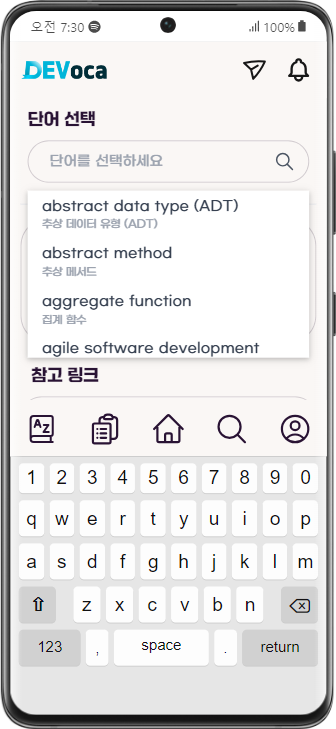 오전 7:30 100%
DEVoca
단어 선택
단어를 선택하세요
abstract data type (ADT)
추상 데이터 유형 (ADT)
abstract method
추상 메서드
aggregate function
집계 함수
agile software development
참고 링크
Az
1 2 3 4 5 6 7 8 9 0
q w e r t y u i o p
a s d f g h j k l m
z x c v b n
123 , space . return